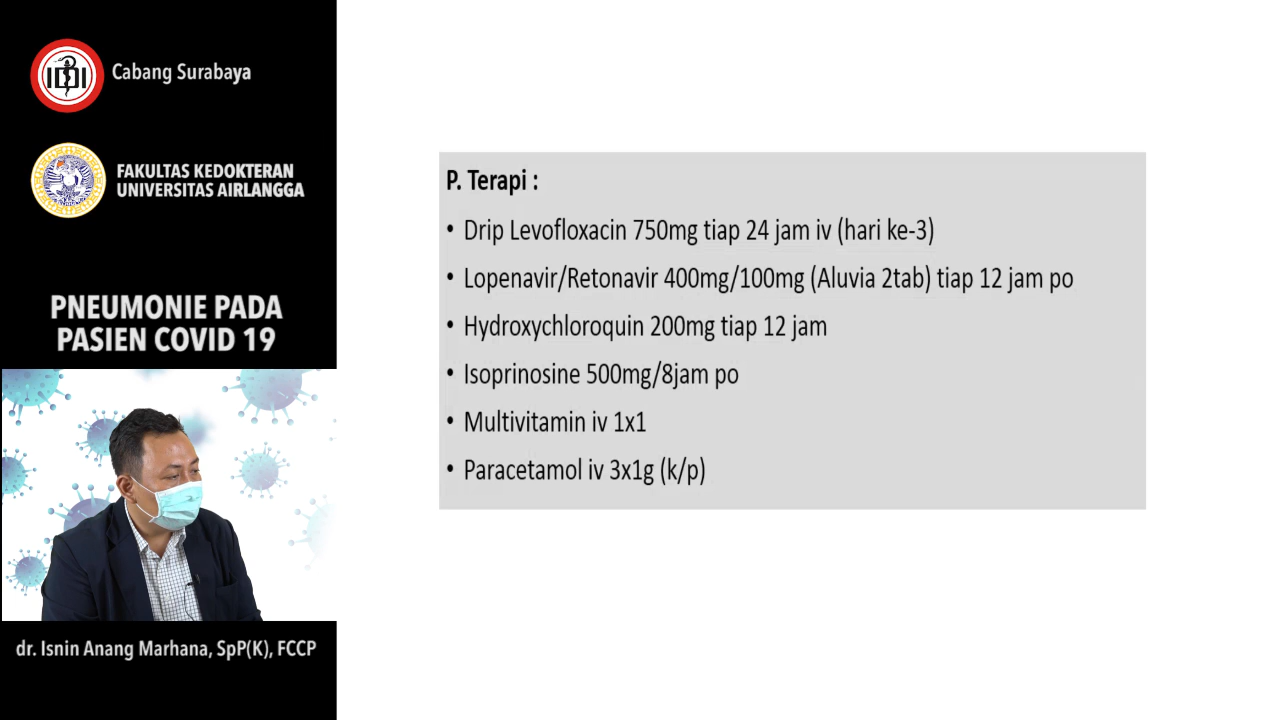 IDI
Cabang Surabaya
FAKULTAS KEDOKTERAN
UNIVERSITAS AIRLANGGA
PNEUMONIE PADA
PASIEN COVID 19
dr. Isnin Anang Marhana, SpP(K), FCCP
P. Terapi :
• Drip Levofloxacin 750mg tiap 24 jam iv (hari ke-3)
• Lopenavir/Retonavir 400mg/100mg (Aluvia 2tab) tiap 12 jam po
• Hydroxychloroquin 200mg tiap 12 jam
• Isoprinosine 500mg/8jam po
• Multivitamin iv 1x1
• Paracetamol iv 3x1g (k/p)